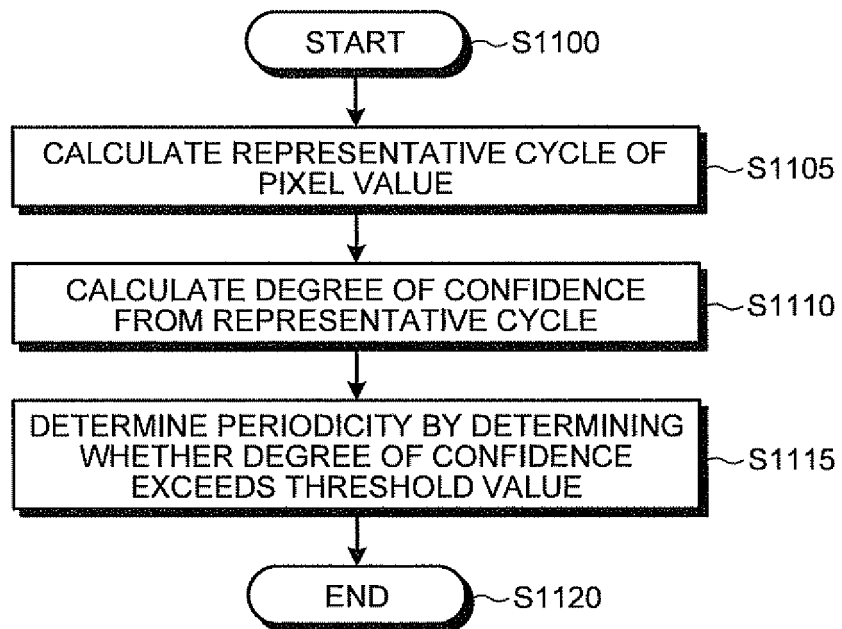 START
S1100
CALCULATE REPRESENTATIVE CYCLE OF
PIXEL VALUE
S1105
CALCULATE DEGREE OF CONFIDENCE
FROM REPRESENTATIVE CYCLE
S1110
DETERMINE PERIODICITY BY DETERMINING
WHETHER DEGREE OF CONFIDENCE
EXCEEDS THRESHOLD VALUE
S1115
END
S1120